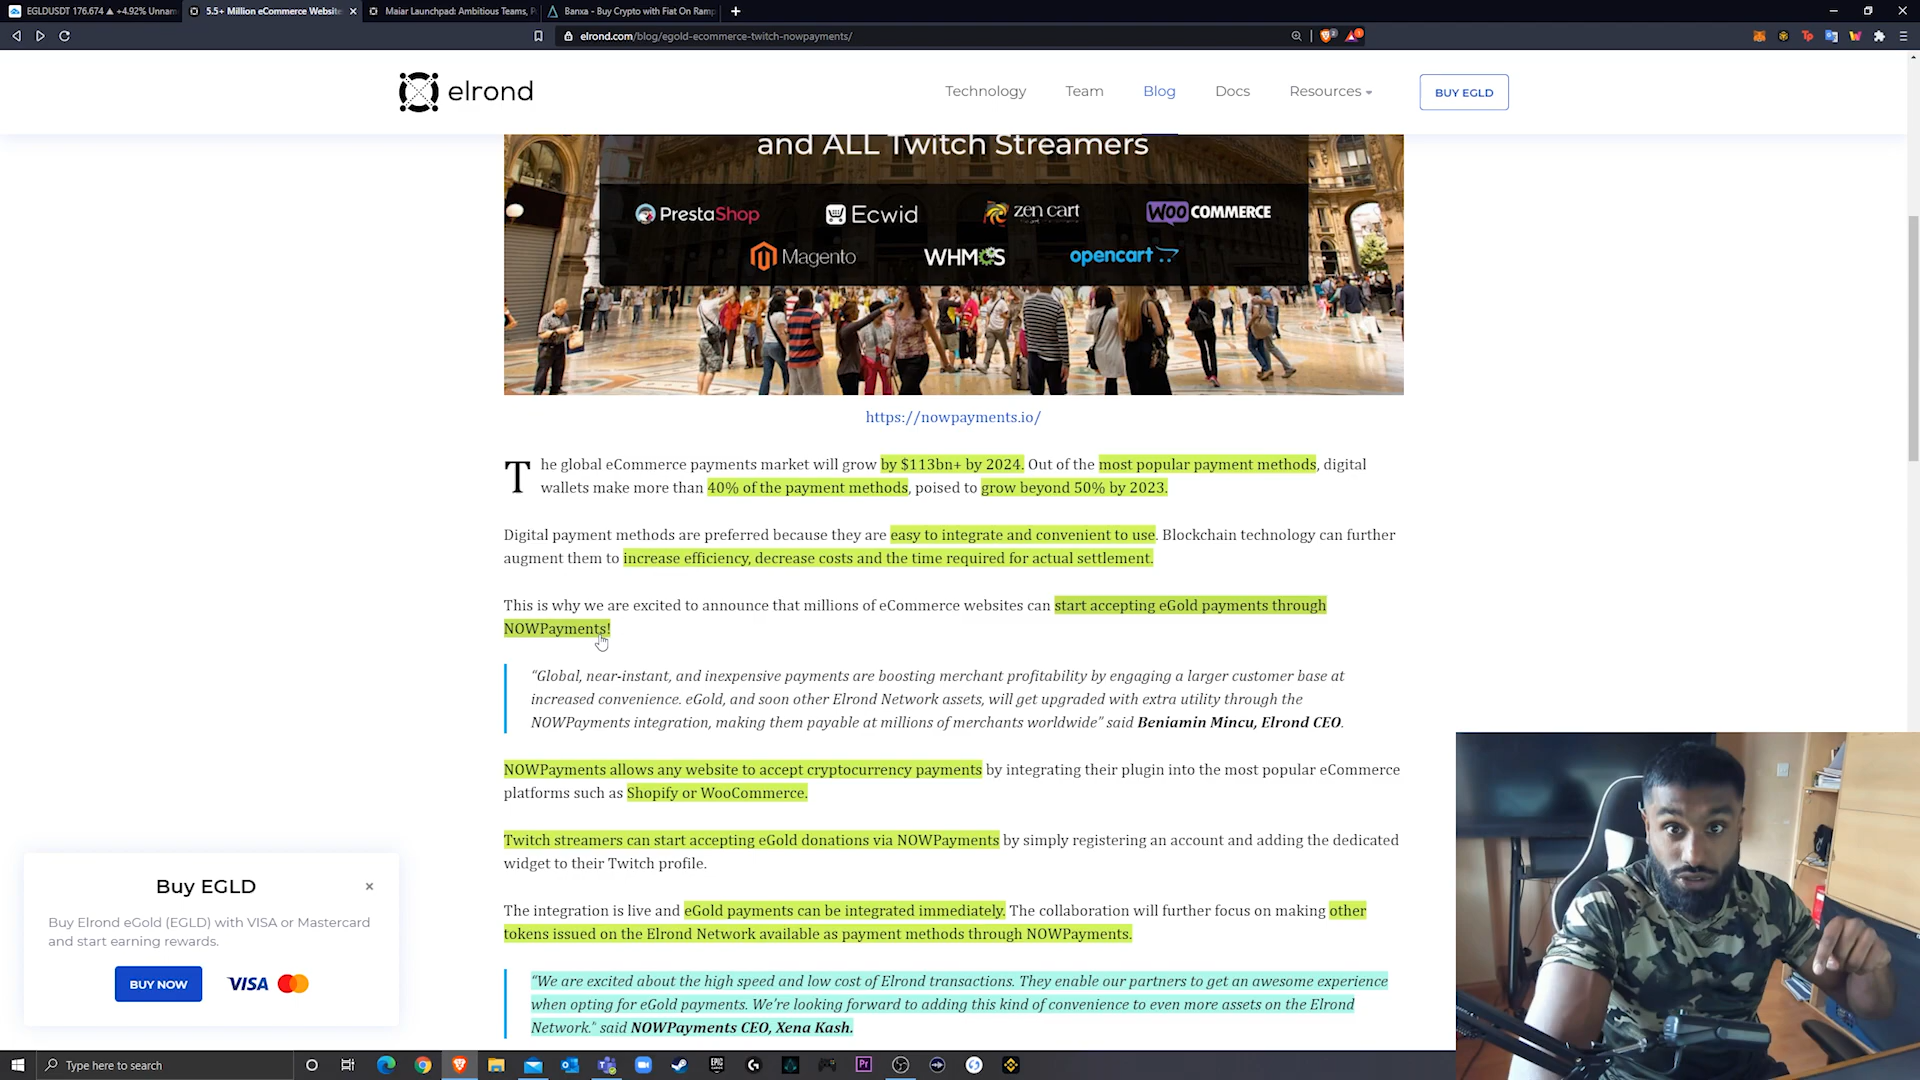 EGLDUSDT 176.674 ▲ +4.92% Unnam
5.5+ Million eCommerce Website
Maiar Launchpad: Ambitious Teams, P
Banxa - Buy Crypto with Fiat On Ramp
elrond.com/blog/egold-ecommerce-twitch-nowpayments/
elrond
Technology
Team
Blog
Docs
Resources
BUY EGLD
and ALL Twitch Streamers
PrestaShop
Ecwid
zen cart
WOO COMMERCE
Magento
WHMCS
opencart
https://nowpayments.io/
The global eCommerce payments market will grow by $113bn+ by 2024. Out of the most popular payment methods, digital
wallets make more than 40% of the payment methods, poised to grow beyond 50% by 2023.
Digital payment methods are preferred because they are easy to integrate and convenient to use. Blockchain technology can further
augment them to increase efficiency, decrease costs and the time required for actual settlement.
This is why we are excited to announce that millions of eCommerce websites can start accepting eGold payments through
NOWPayments!
“Global, near-instant, and inexpensive payments are boosting merchant profitability by engaging a larger customer base at
increased convenience. eGold, and soon other Elrond Network assets, will get upgraded with extra utility through the
NOWPayments integration, making them payable at millions of merchants worldwide” said Beniamin Mincu, Elrond CEO.
NOWPayments allows any website to accept cryptocurrency payments by integrating their plugin into the most popular eCommerce
platforms such as Shopify or WooCommerce.
Twitch streamers can start accepting eGold donations via NOWPayments by simply registering an account and adding the dedicated
widget to their Twitch profile.
The integration is live and eGold payments can be integrated immediately. The collaboration will further focus on making other
tokens issued on the Elrond Network available as payment methods through NOWPayments.
“We are excited about the high speed and low cost of Elrond transactions. They enable our partners to get an awesome experience
when opting for eGold payments. We’re looking forward to adding this kind of convenience to even more assets on the Elrond
Network.” said NOWPayments CEO, Xena Kash.
Buy EGLD
Buy Elrond eGold (EGLD) with VISA or Mastercard
and start earning rewards.
BUY NOW
VISA
Type here to search